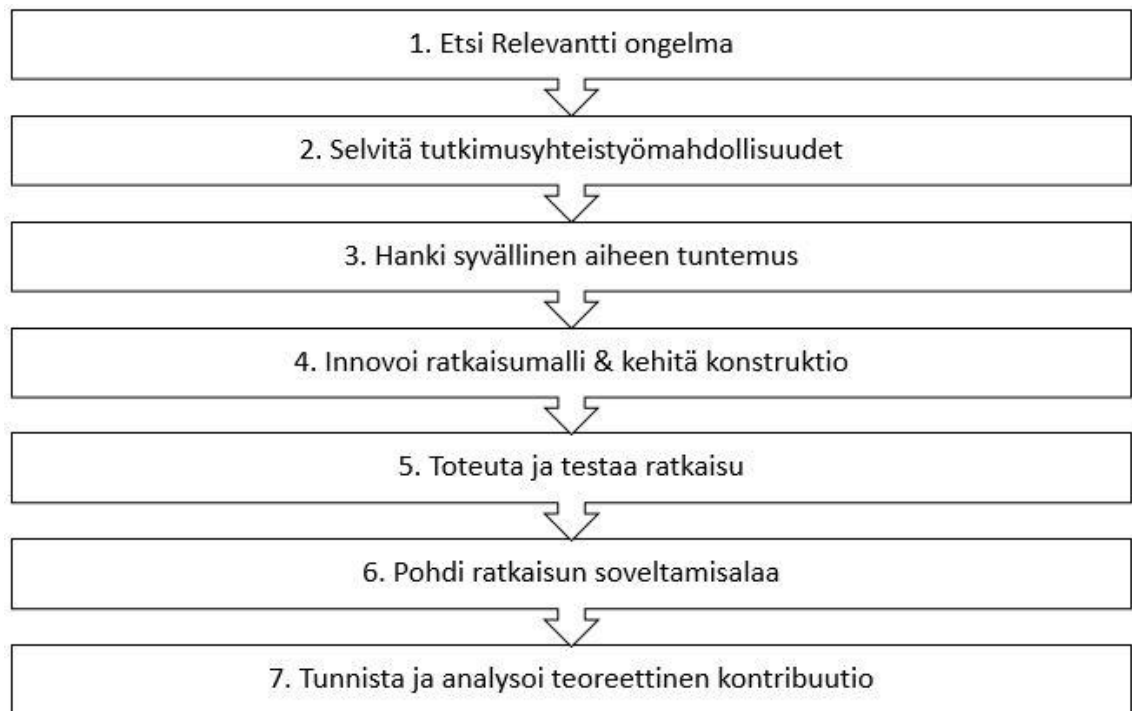 1. Etsi Relevantti ongelma
2. Selvitä tutkimusyhteistyömahdollisuudet
3. Hanki syvällinen aiheen tuntemus
4. Innovoi ratkaisumalli & kehitä konstruktio
5. Toteuta ja testaa ratkaisu
6. Pohdi ratkaisun soveltamisalaa
7. Tunnista ja analysoi teoreettinen kontribuutio